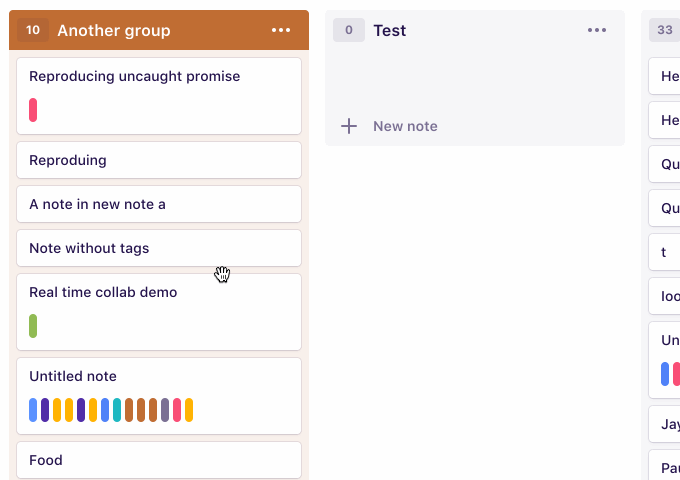 10 Another group
Reproducing uncaught promise
Reproduing
A note in new note a
Note without tags
Real time collab demo
Untitled note
Food
0 Test
New note
33
He
He
Qu
Qu
t
Un
Jay
Pau